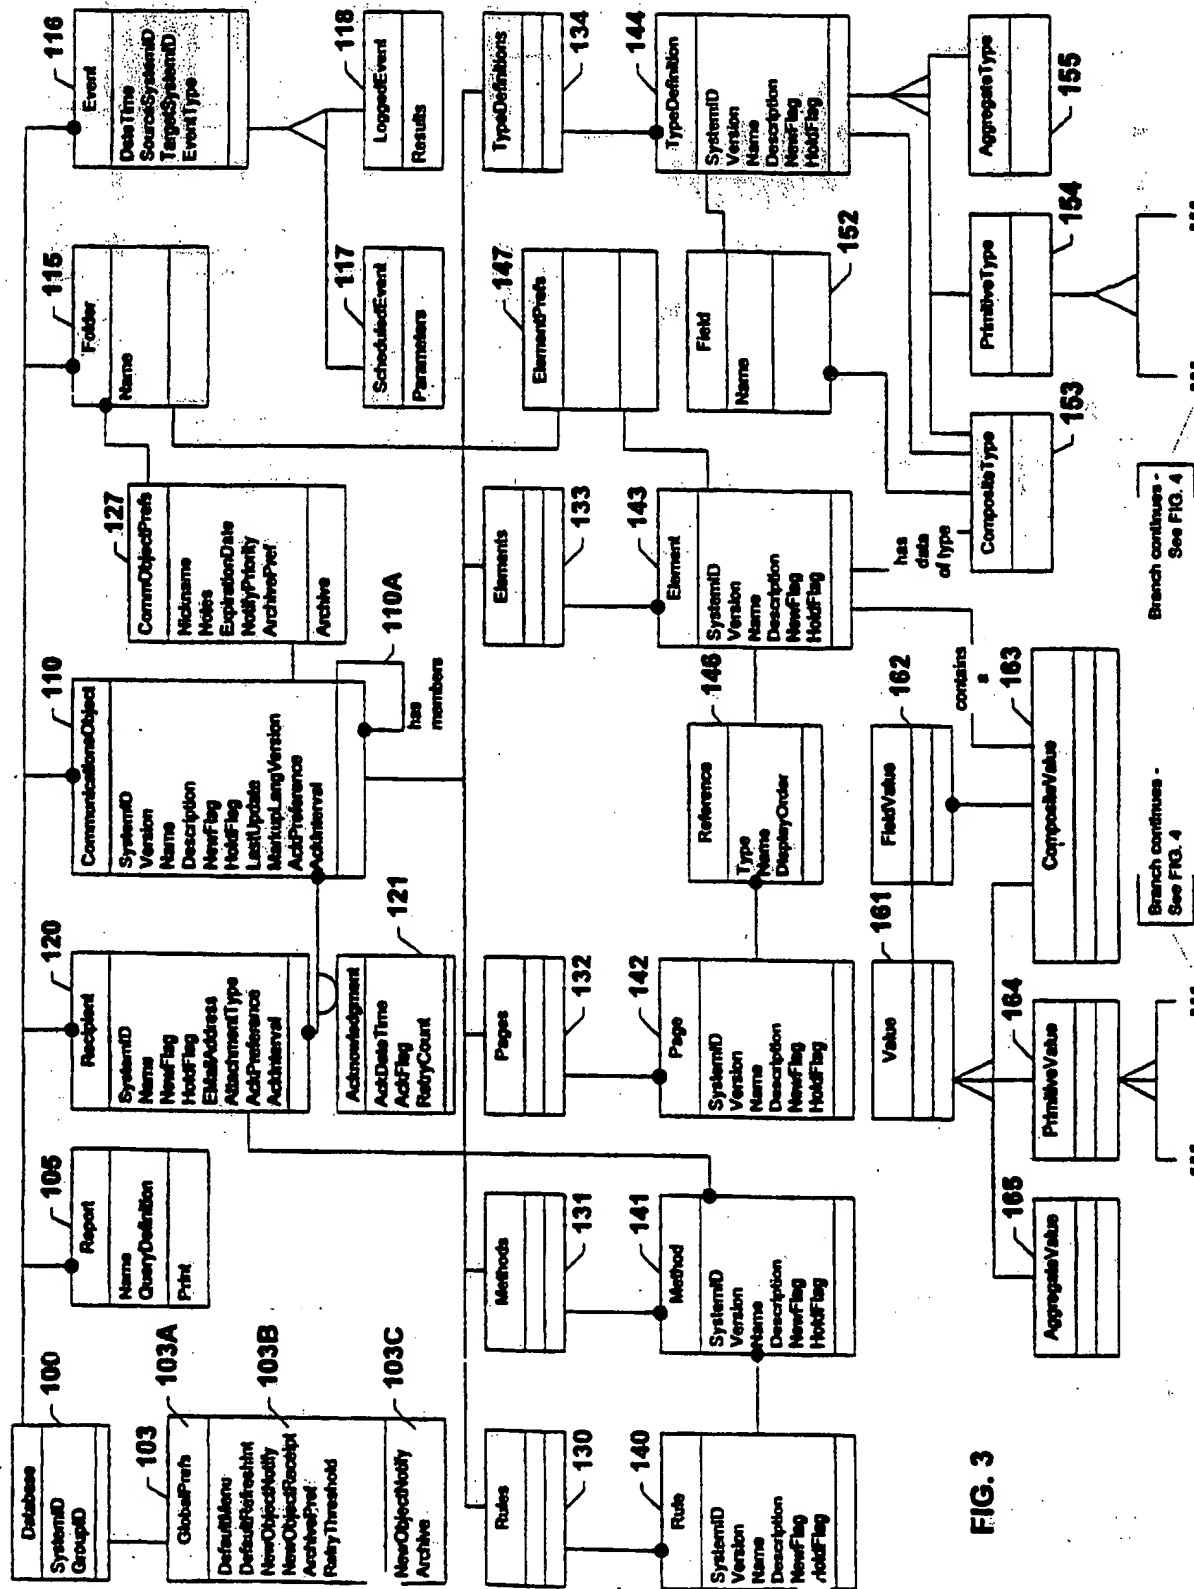 Database
SystemID
GroupID
100
103
103A
GlobalPrefs
DefaultMenu
DefaultRefreshInt
NewObjectNotify
NewObjectReceipt
ArchivePref
RetryThreshold
103B
NewObjectNotify
Archive
103C
Report
105
Name
QueryDefinition
Print
Recipient
120
SystemID
Name
NewFlag
HoldFlag
EMailAddress
AttachmentType
AckPreference
AckInterval
Acknowledgment
121
AckDateTime
AckFlag
RetryCount
CommunicationsObject
110
SystemID
Version
Name
Description
NewFlag
HoldFlag
LastUpdate
MarkupLangVersion
AckPreference
AckInterval
110A
has
members
CommObjectPrefs
127
Nickname
Notes
ExpirationDate
NotifyPriority
ArchivePref
Archive
Folder
115
Name
Event
116
DateTime
SourceSystemID
TargetSystemID
EventType
ScheduledEvent
117
Parameters
LoggedEvent
118
Results
Rules
130
Methods
131
Pages
132
Elements
133
ElementPrefs
147
TypeDefinitions
134
Rule
140
SystemID
Version
Name
Description
NewFlag
HoldFlag
Method
141
SystemID
Version
Name
Description
NewFlag
HoldFlag
Page
142
SystemID
Version
Name
Description
NewFlag
HoldFlag
Reference
146
Type
Name
DisplayOrder
Element
143
SystemID
Version
Name
Description
NewFlag
HoldFlag
Field
152
Name
TypeDefinition
144
SystemID
Version
Name
Description
NewFlag
HoldFlag
has
data
of type
contains
a
Value
161
FieldValue
162
AggregateValue
165
PrimitiveValue
164
CompositeValue
163
CompositeType
153
PrimitiveType
154
AggregateType
155
Branch continues -
See FIG. 4
Branch continues -
See FIG. 4
FIG. 3